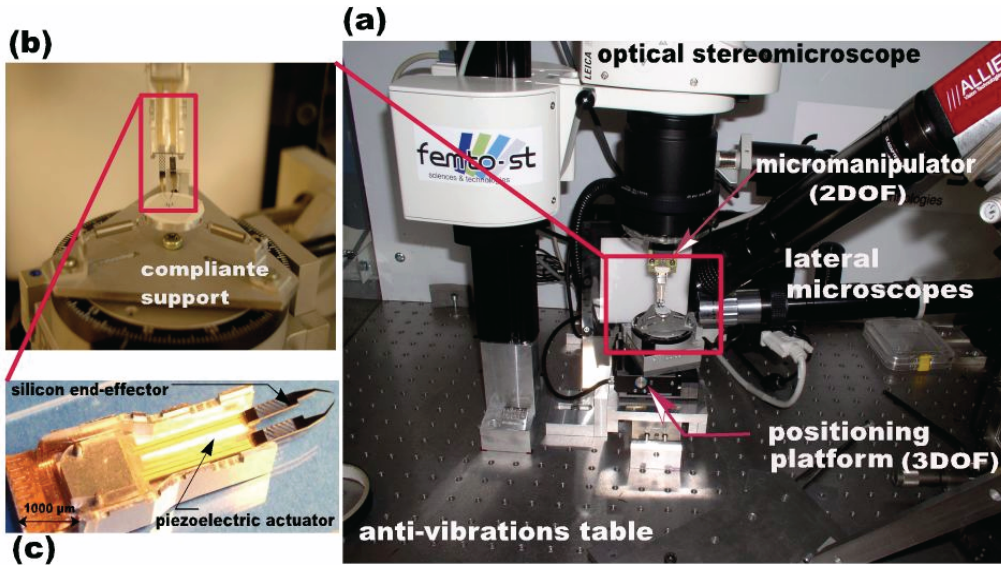 (a)
(b)
optical stereomicroscope
LEICA
ALLIE
femto-st
sciences & technologies
micromanipulator
(2DOF)
compliante
support
lateral
microscopes
silicon end-effector
positioning
platform (3DOF)
1000 µm
piezoelectric actuator
anti-vibrations table
(c)